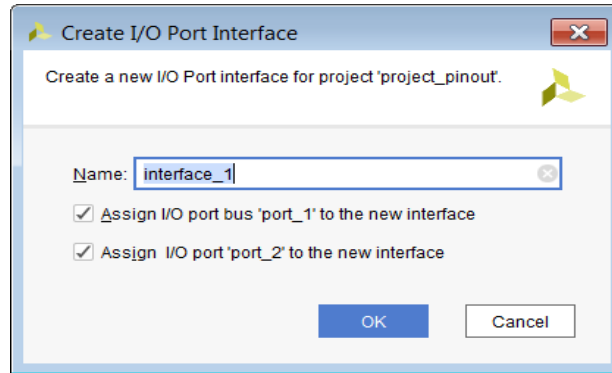 Create I/O Port Interface
Create a new I/O Port interface for project 'project_pinout'.
Name: interface_1
Assign I/O port bus 'port_1' to the new interface
Assign I/O port 'port_2' to the new interface
OK Cancel